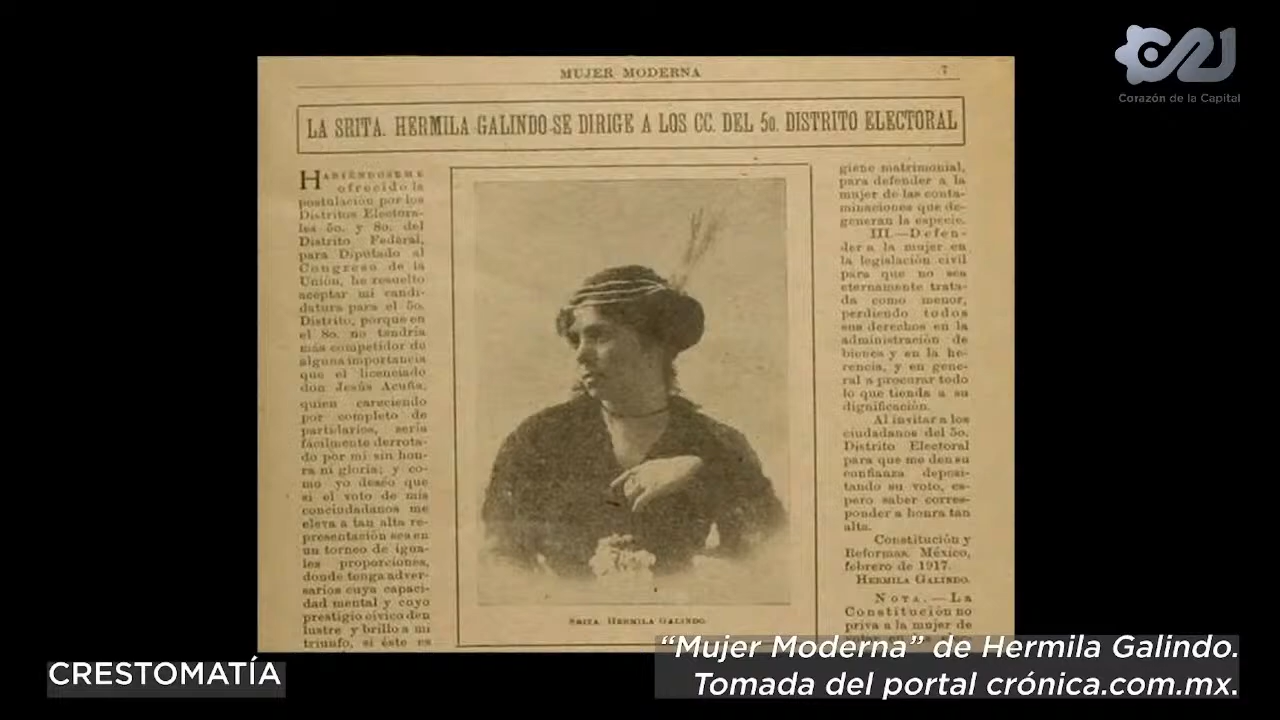 MUJER MODERNA
7
LA SRITA. HERMILA GALINDO SE DIRIGE A LOS CC. DEL 5o. DISTRITO ELECTORAL
HABIÉNDOSEME
ofrecido la
postulación por los
Distritos Electora-
les 5o. y 8o. del
Distrito Federal,
para Diputado al
Congreso de la
Unión, he resuelto
aceptar mi candi-
datura para el 5o.
Distrito, porque en
el 8o. no tendría
más competidor de
alguna importancia
que el licenciado
don Jesús Acuña,
quien careciendo
por completo de
partidarios, sería
fácilmente derrota-
do por mi sin hon-
ra ni gloria; y co-
mo yo deseo que
si el voto de mis
conciudadanos me
eleva a tan alta re-
presentación sea en
un torneo de igua-
les proporciones,
donde tenga adver-
sarios cuya capaci-
dad mental y cuyo
prestigio cívico den
lustre y brillo a mi
triunfo, si éste es
SRITA. HERMILA GALINDO.
giene matrimonial,
para defender a la
mujer de las conta-
minaciones que de-
generan la especie.
III.—Defen-
der a la mujer en
la legislación civil
para que no sea
eternamente trata-
da como menor,
perdiendo todos
sus derechos en la
administración de
bienes y en la he-
rencia, y en gene-
ral a procurar todo
lo que tienda a su
dignificación.
Al invitar a los
ciudadanos del 5o.
Distrito Electoral
para que me den su
confianza deposi-
tando su voto, es-
pero saber corres-
ponder a honra tan
alta.
Constitución y
Reformas. México,
febrero de 1917.
HERMILA GALINDO.
NOTA.—La
Constitución no
priva a la mujer de
C21
Corazón de la Capital
CRESTOMATÍA
“Mujer Moderna” de Hermila Galindo.
Tomada del portal crónica.com.mx.